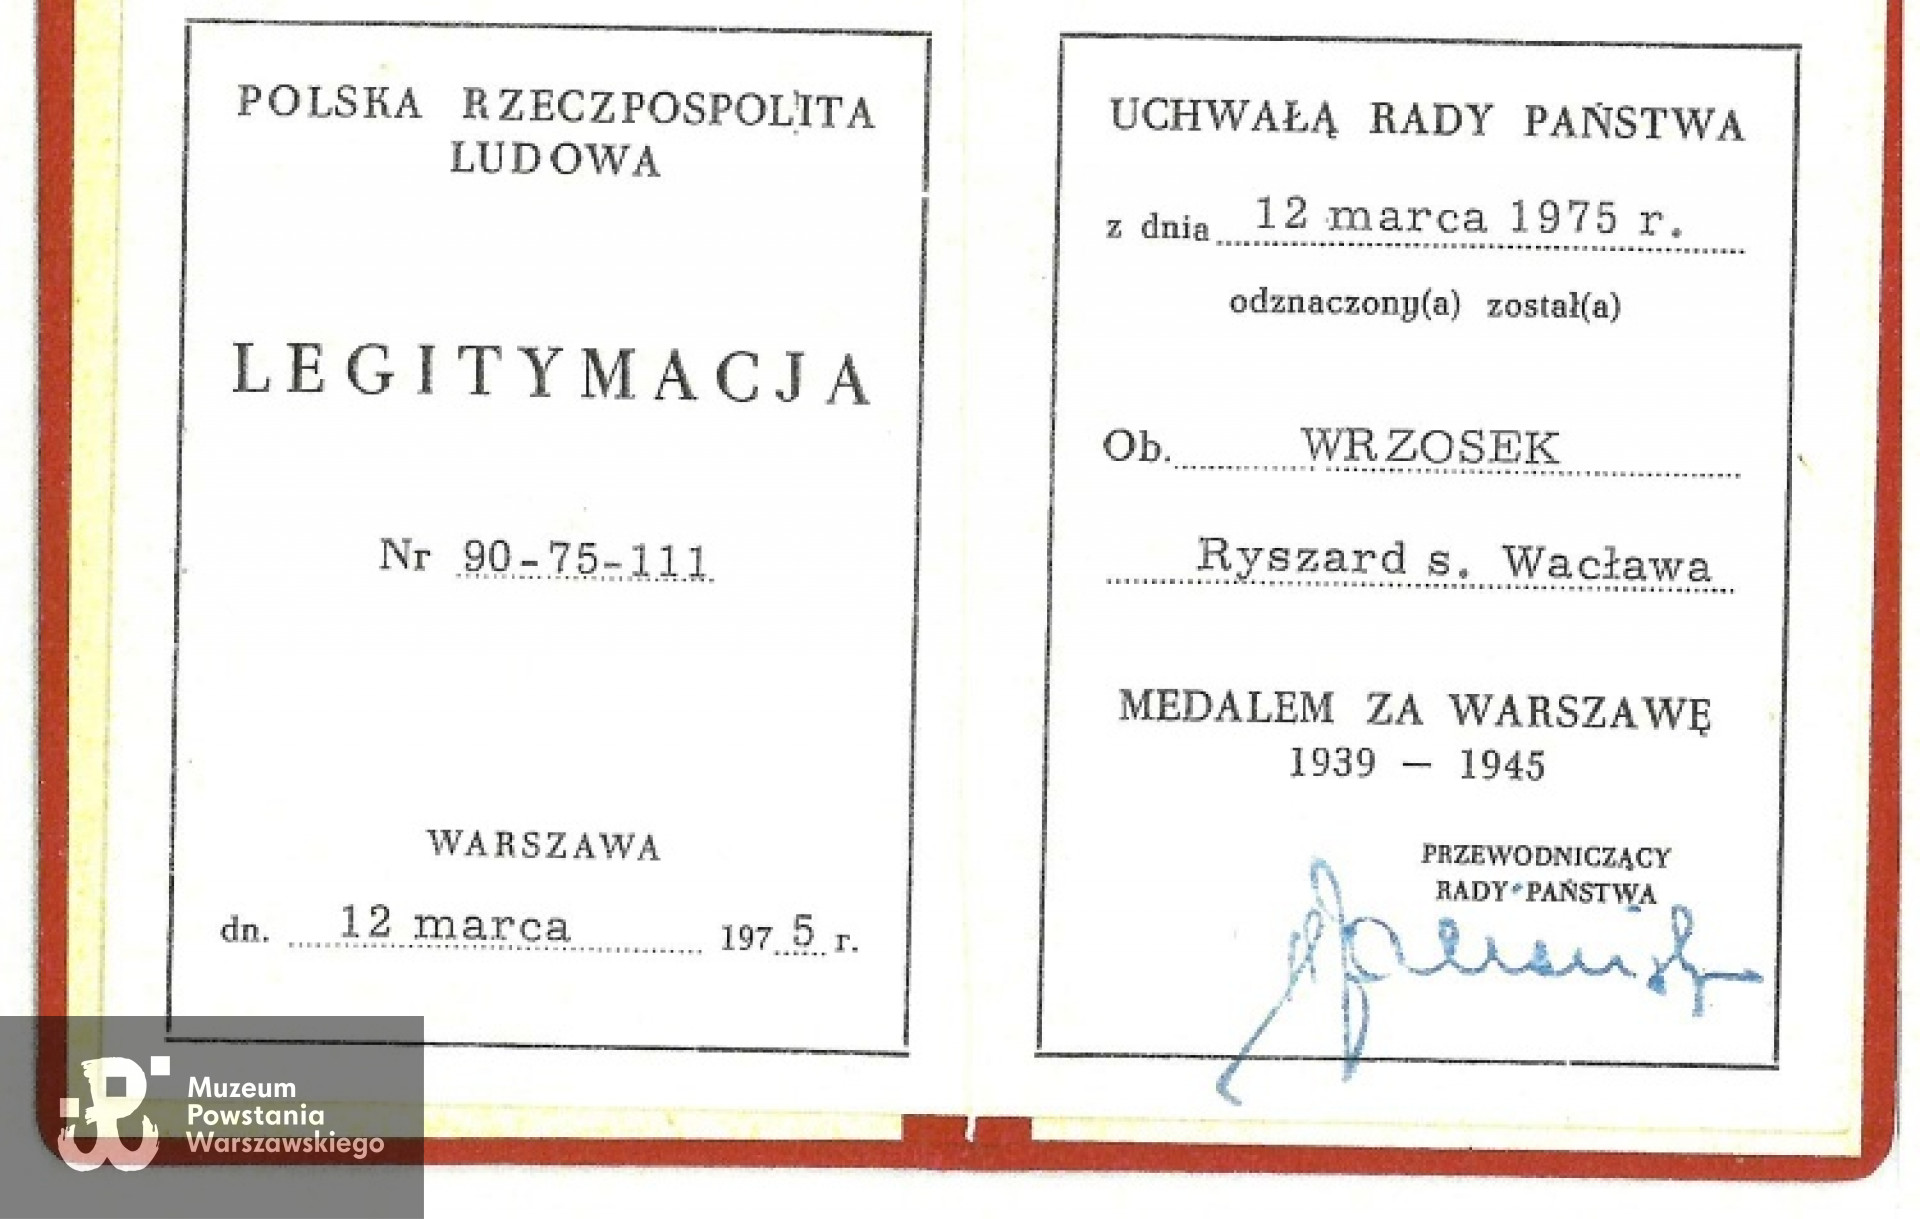 POLSKA RZECZPOSPOLITA
LUDOWA
LEGITYMACJA
Nr 90-75-111
WARSZAWA
dn. 12 marca 1975 r.
UCHWAŁĄ RADY PAŃSTWA
z dnia 12 marca 1975 r.
odznaczony(a) został(a)
Ob. WRZOSEK
Ryszard s. Wacława
MEDALEM ZA WARSZAWĘ
1939 — 1945
PRZEWODNICZĄCY
RADY PAŃSTWA
Muzeum
Powstania
Warszawskiego